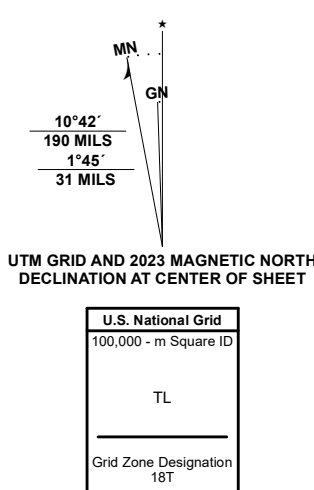 ★
MN
GN
10°42´
190 MILS
1°45´
31 MILS
UTM GRID AND 2023 MAGNETIC NORTH
DECLINATION AT CENTER OF SHEET
U.S. National Grid
100,000 - m Square ID
TL
Grid Zone Designation
18T